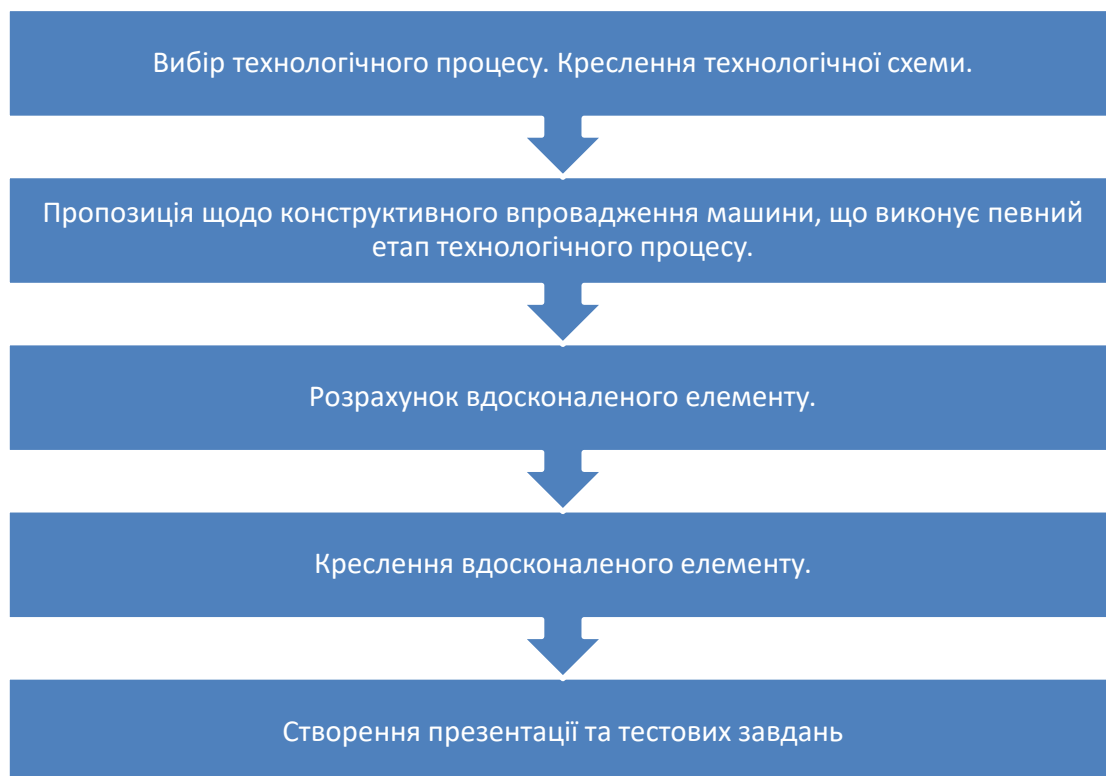 Вибір технологічного процесу. Креслення технологічної схеми.
Пропозиція щодо конструктивного впровадження машини, що виконує певний
етап технологічного процесу.
Розрахунок вдосконаленого елементу.
Креслення вдосконаленого елементу.
Створення презентації та тестових завдань